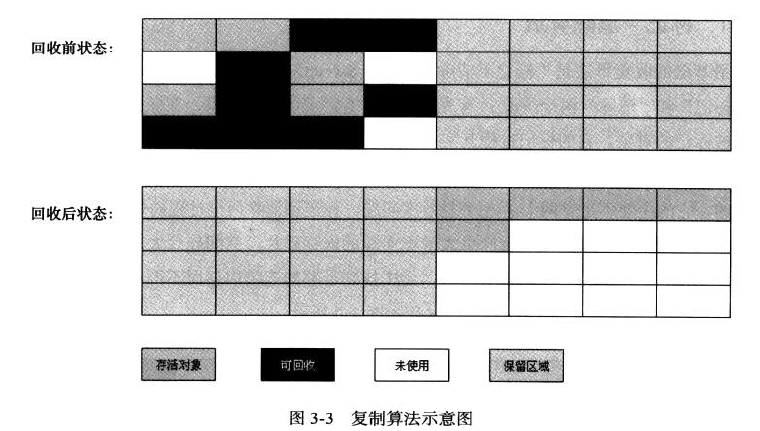 回收前状态：
回收后状态：
存活对象
可回收
未使用
保留区域
图 3-3 复制算法示意图